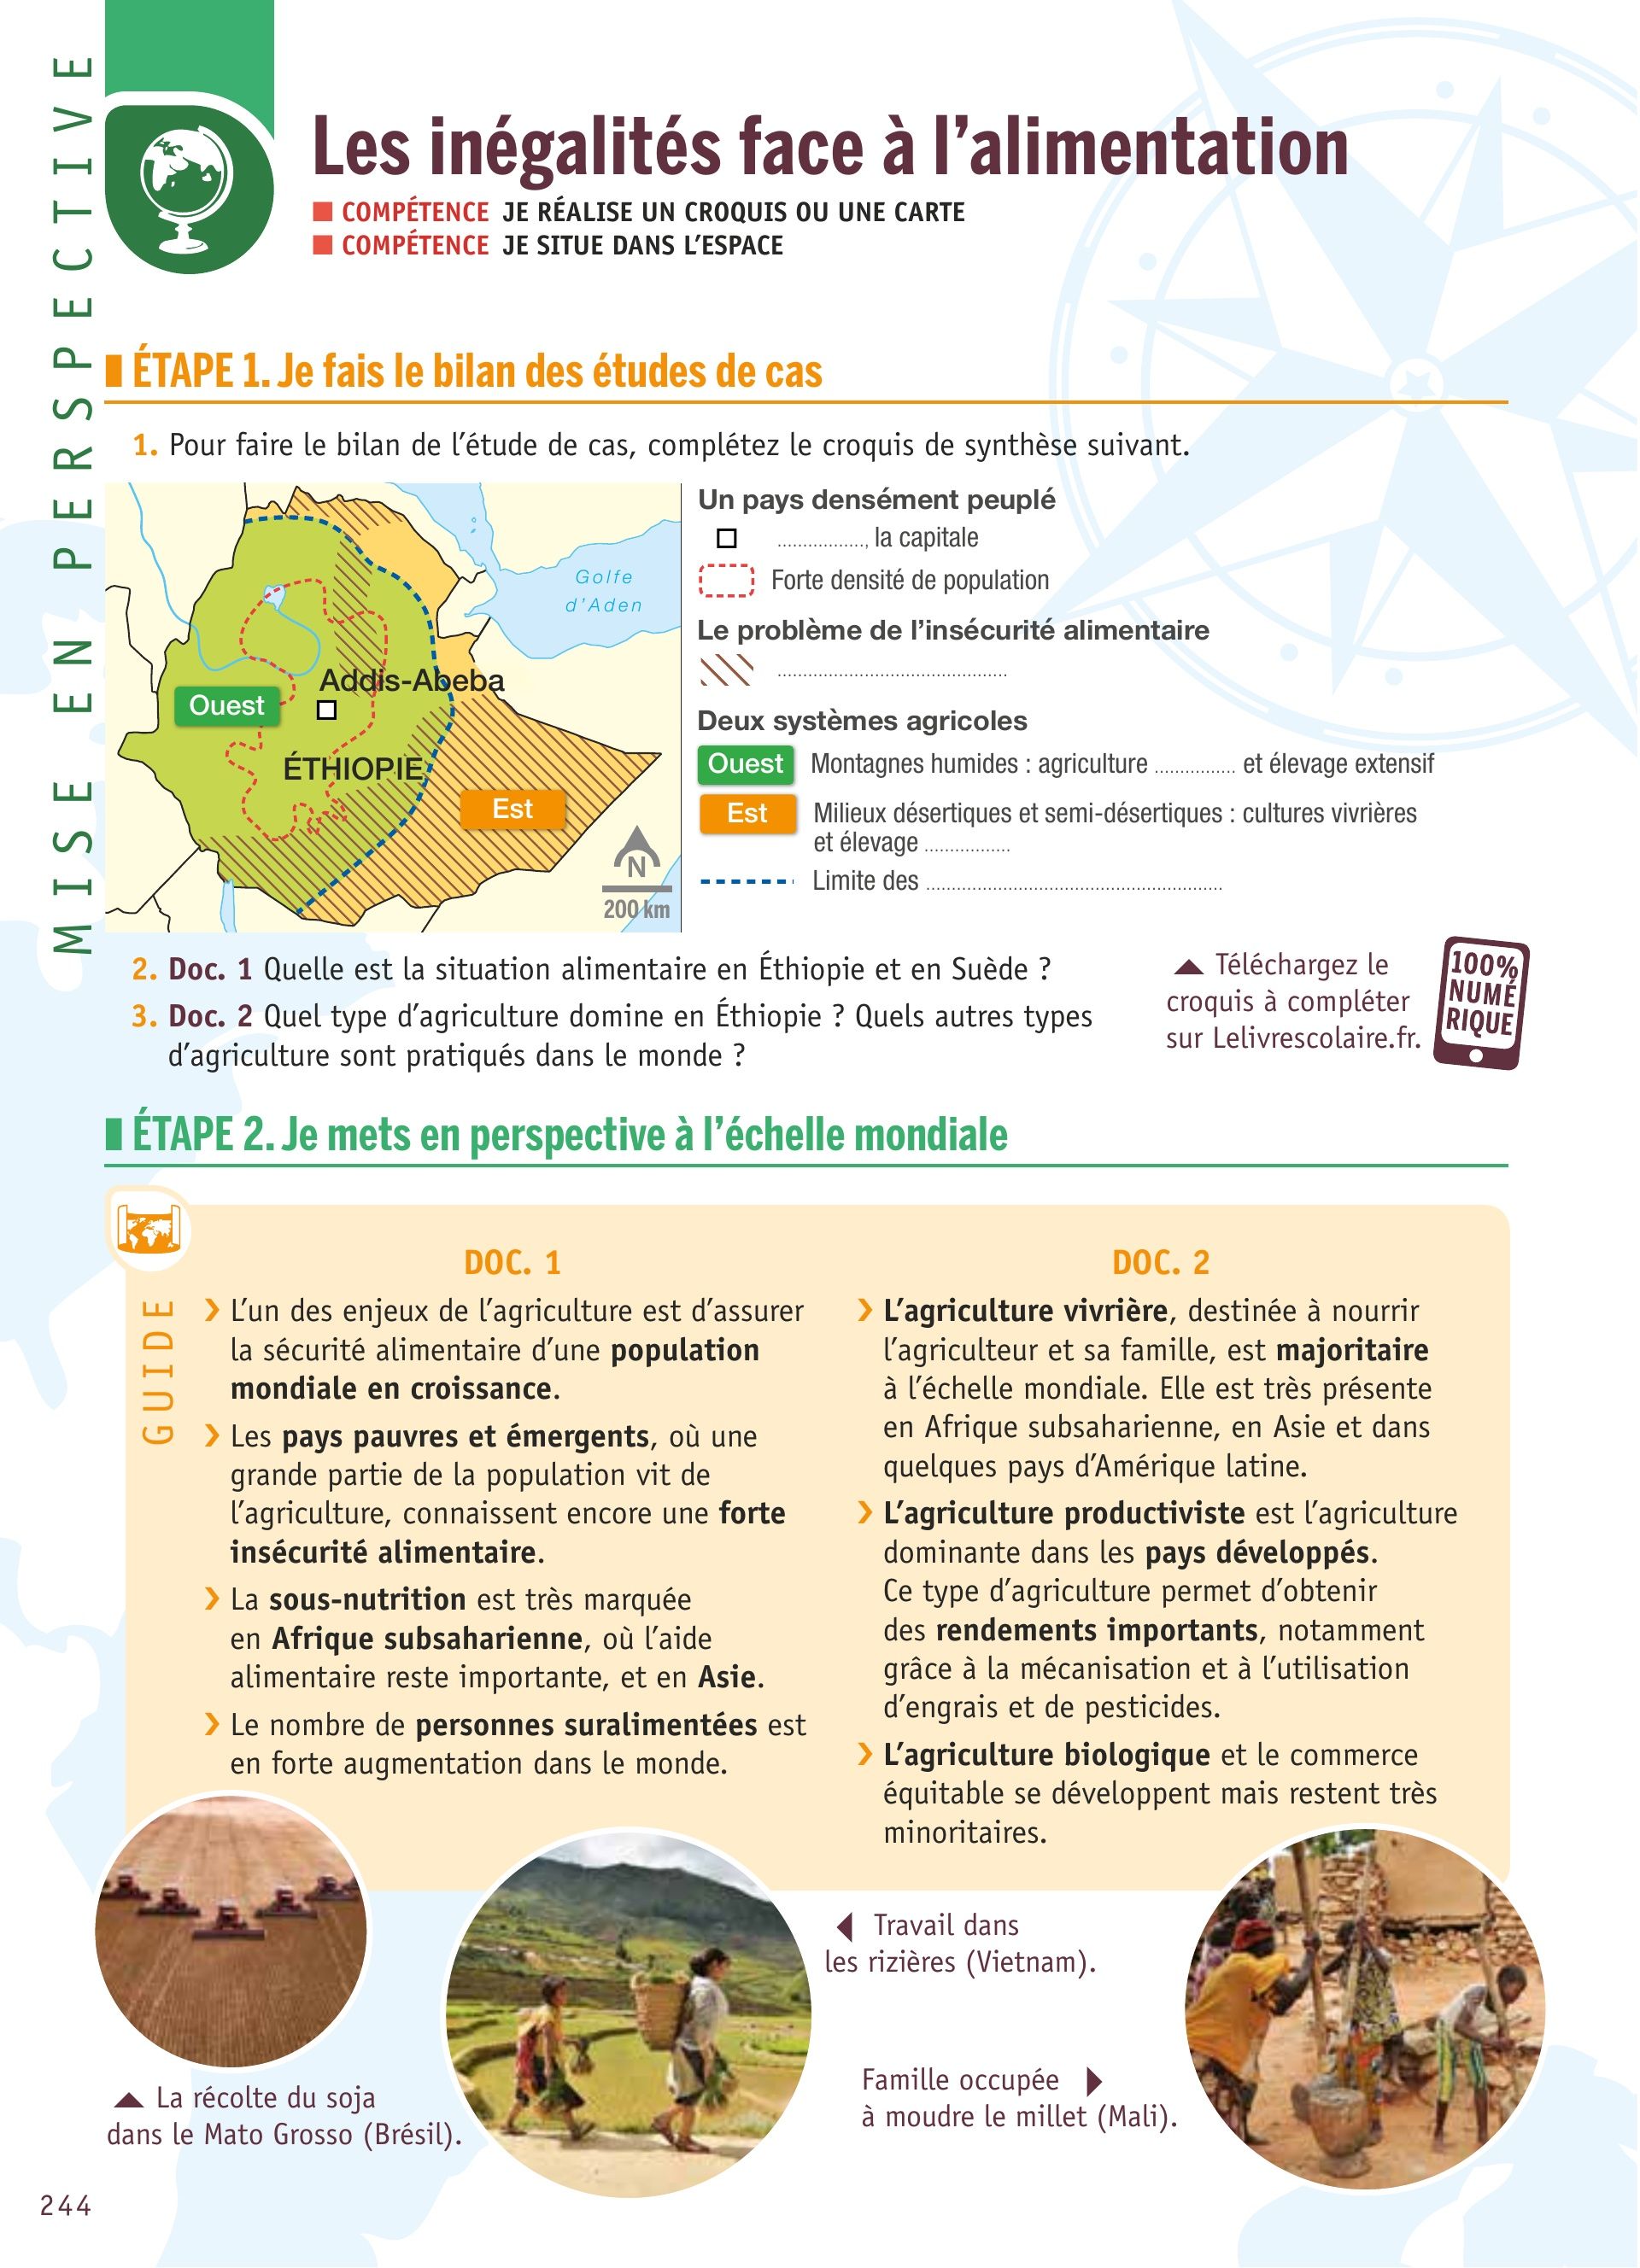 MISE EN PERSPECTIVE
Les inégalités face à l’alimentation
COMPÉTENCE JE RÉALISE UN CROQUIS OU UNE CARTE
COMPÉTENCE JE SITUE DANS L’ESPACE
ÉTAPE 1. Je fais le bilan des études de cas
1. Pour faire le bilan de l’étude de cas, complétez le croquis de synthèse suivant.
Golfe
d’Aden
Addis-Abeba
Ouest
ÉTHIOPIE
Est
N
200 km
Un pays densément peuplé
................., la capitale
Forte densité de population
Le problème de l’insécurité alimentaire
.............................................
Deux systèmes agricoles
Ouest Montagnes humides : agriculture ................ et élevage extensif
Est Milieux désertiques et semi-désertiques : cultures vivrières
et élevage .................
Limite des ..........................................................
2. Doc. 1 Quelle est la situation alimentaire en Éthiopie et en Suède ?
3. Doc. 2 Quel type d’agriculture domine en Éthiopie ? Quels autres types
d’agriculture sont pratiqués dans le monde ?
Téléchargez le
croquis à compléter
sur Lelivrescolaire.fr.
100%
NUMÉ
RIQUE
ÉTAPE 2. Je mets en perspective à l’échelle mondiale
GUIDE
DOC. 1
› L’un des enjeux de l’agriculture est d’assurer
la sécurité alimentaire d’une population
mondiale en croissance.
› Les pays pauvres et émergents, où une
grande partie de la population vit de
l’agriculture, connaissent encore une forte
insécurité alimentaire.
› La sous-nutrition est très marquée
en Afrique subsaharienne, où l’aide
alimentaire reste importante, et en Asie.
› Le nombre de personnes suralimentées est
en forte augmentation dans le monde.
DOC. 2
› L’agriculture vivrière, destinée à nourrir
l’agriculteur et sa famille, est majoritaire
à l’échelle mondiale. Elle est très présente
en Afrique subsaharienne, en Asie et dans
quelques pays d’Amérique latine.
› L’agriculture productiviste est l’agriculture
dominante dans les pays développés.
Ce type d’agriculture permet d’obtenir
des rendements importants, notamment
grâce à la mécanisation et à l’utilisation
d’engrais et de pesticides.
› L’agriculture biologique et le commerce
équitable se développent mais restent très
minoritaires.
Travail dans
les rizières (Vietnam).
Famille occupée
à moudre le millet (Mali).
La récolte du soja
dans le Mato Grosso (Brésil).
244